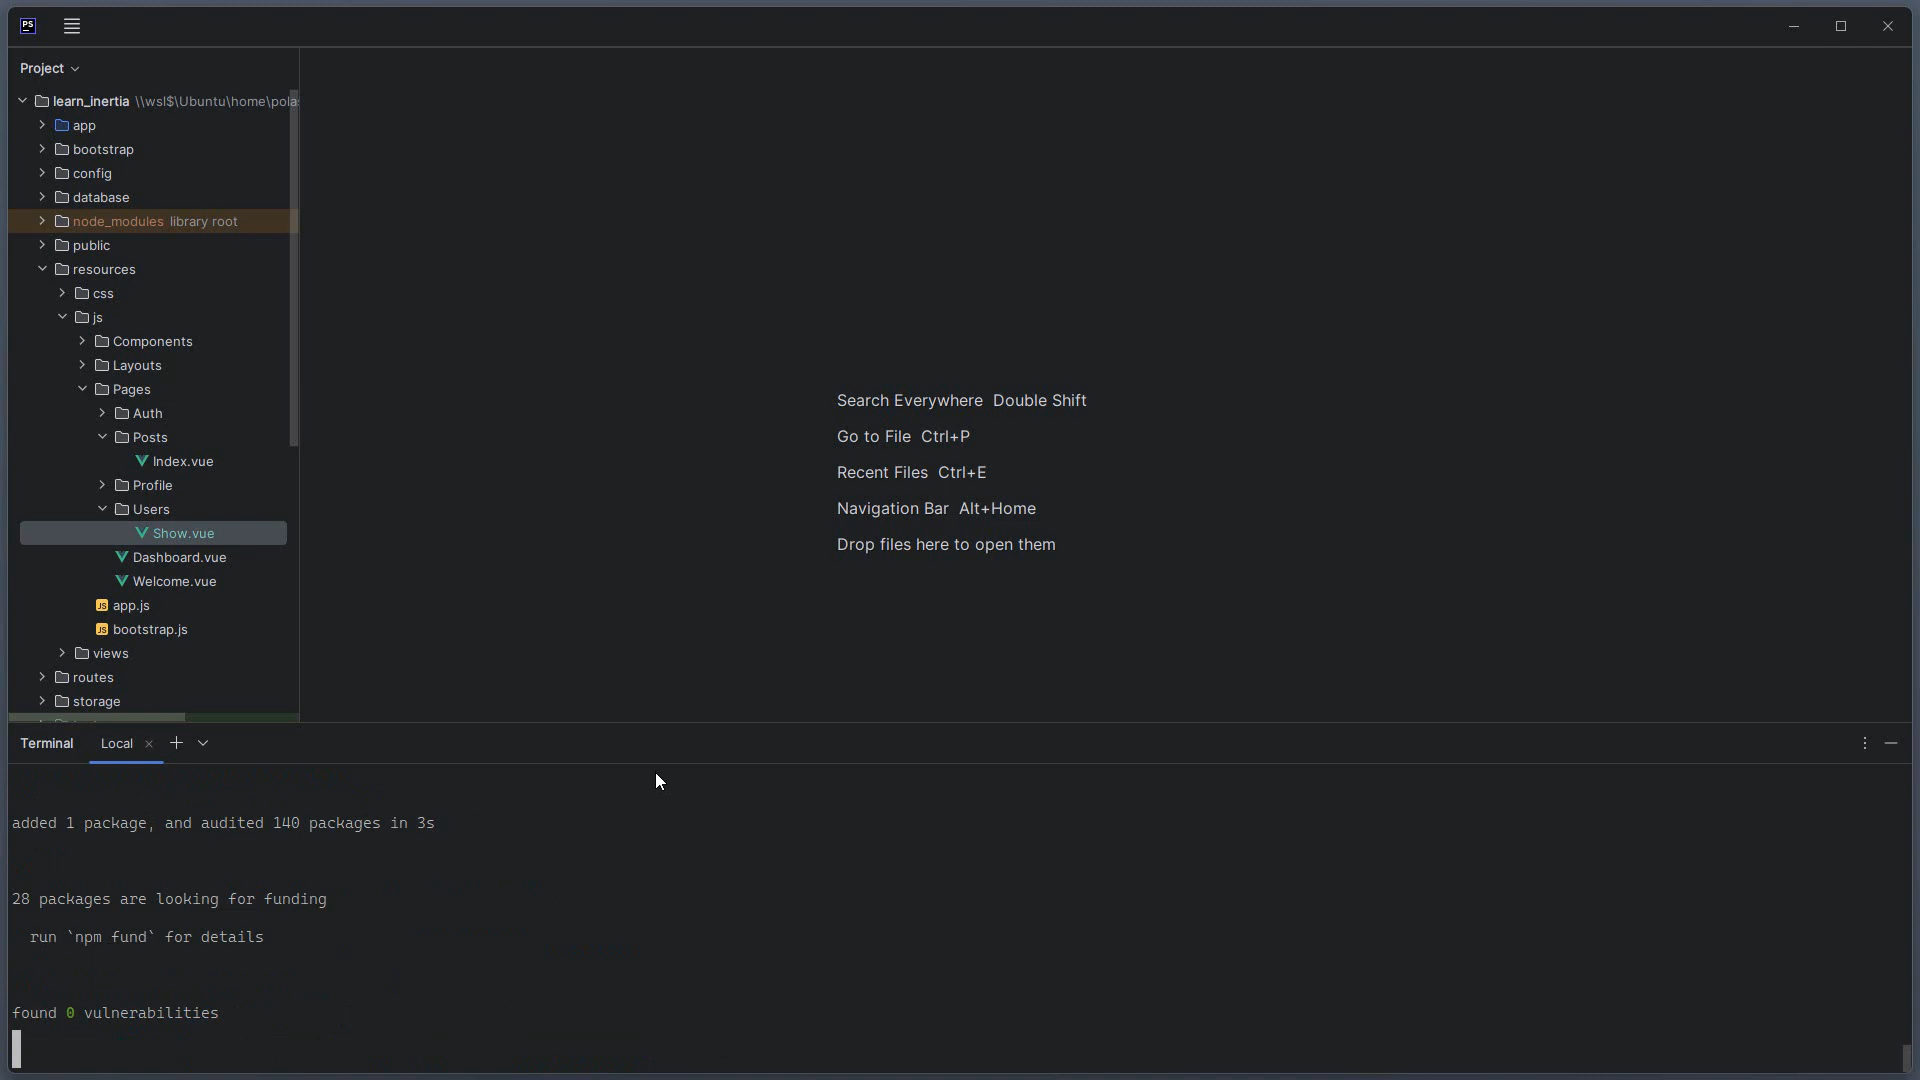 PS
Project
learn_inertia \\wsl$\Ubuntu\home\pola
app
bootstrap
config
database
node_modules library root
public
resources
css
js
Components
Layouts
Pages
Auth
Posts
Index.vue
Profile
Users
Show.vue
Dashboard.vue
Welcome.vue
JS app.js
JS bootstrap.js
views
routes
storage
Search Everywhere Double Shift
Go to File Ctrl+P
Recent Files Ctrl+E
Navigation Bar Alt+Home
Drop files here to open them
Terminal Local
added 1 package, and audited 140 packages in 3s
28 packages are looking for funding
run `npm fund` for details
found 0 vulnerabilities